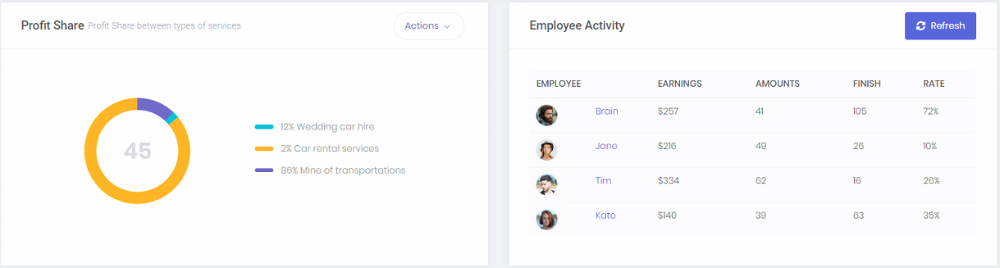 Profit Share Profit Share between types of services
Actions
45
12% Wedding car hire
2% Car rental services
86% Mine of transportations
Employee Activity
Refresh
EMPLOYEE EARNINGS AMOUNTS FINISH RATE
Brain $257 41 105 72%
Jane $216 49 26 10%
Tim $334 62 16 26%
Kate $140 39 63 35%